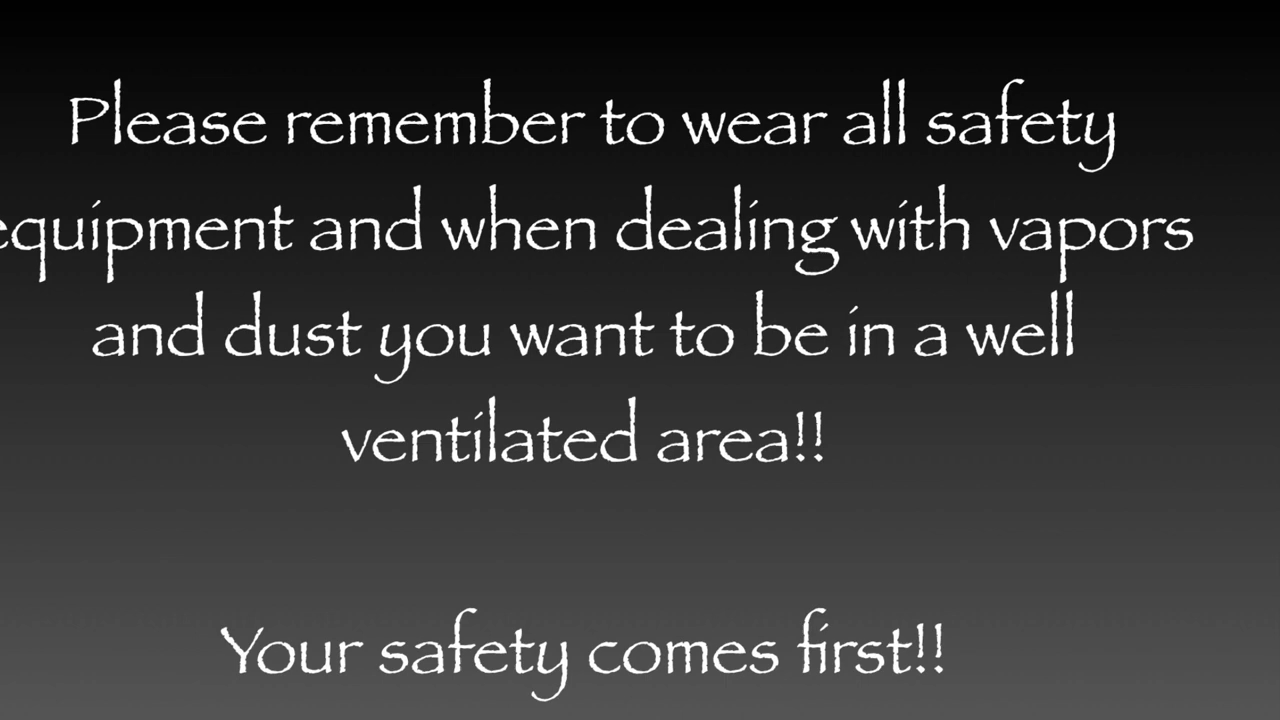 Please remember to wear all safety
equipment and when dealing with vapors
and dust you want to be in a well
ventilated area!!
Your safety comes first!!